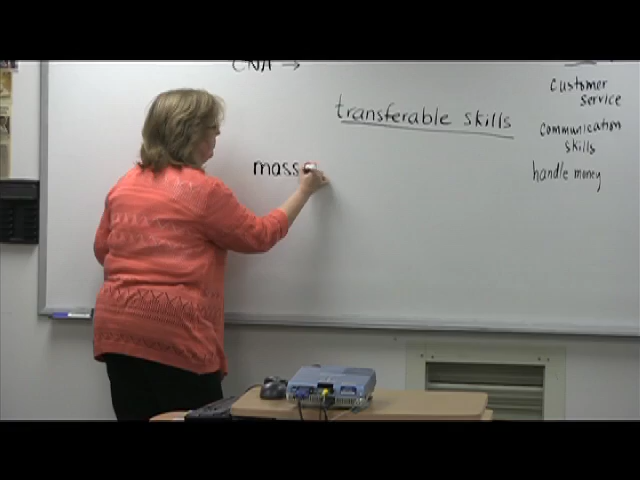 CNA →
transferable skills
mass
customer
service
communication
skills
handle money